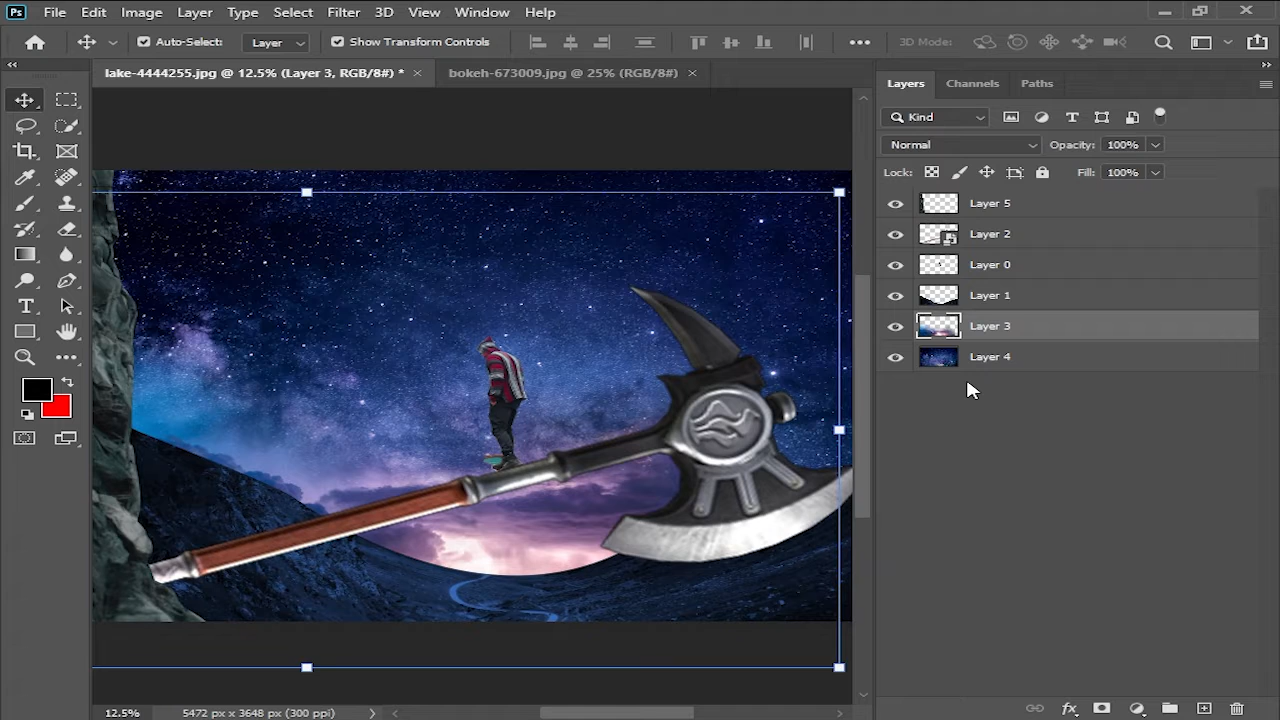 Ps File Edit Image Layer Type Select Filter 3D View Window Help
Auto-Select: Layer Show Transform Controls 3D Mode:
lake-4444255.jpg @ 12.5% (Layer 3, RGB/8#) * bokeh-673009.jpg @ 25% (RGB/8#)
Layers Channels Paths
Kind
Normal Opacity: 100%
Lock: Fill: 100%
Layer 5
Layer 2
Layer 0
Layer 1
Layer 3
Layer 4
12.5% 5472 px x 3648 px (300 ppi)